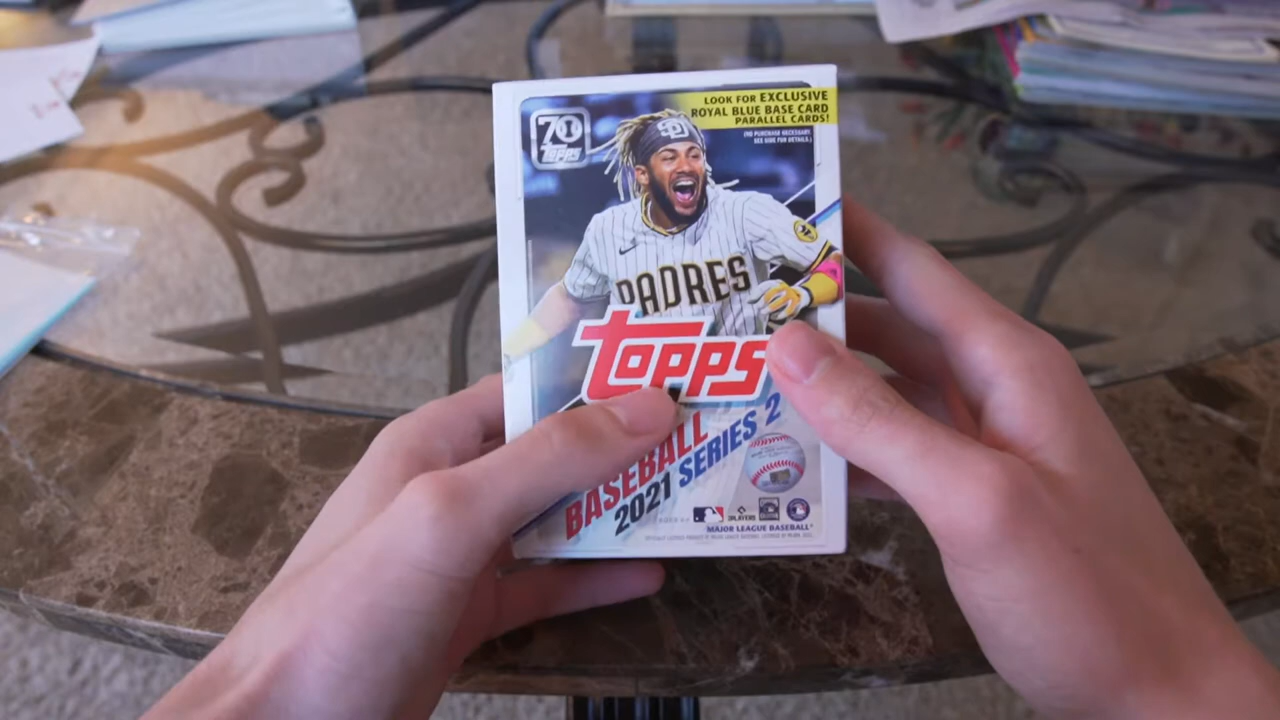 LOOK FOR EXCLUSIVE
ROYAL BLUE BASE CARD
PARALLEL CARDS!
(NO PURCHASE NECESSARY.
SEE SIDE FOR DETAILS.)
70
TOPPS
SD
PADRES
TOPPS
BASEBALL
2021 SERIES 2
PLAYERS
MAJOR LEAGUE BASEBALL